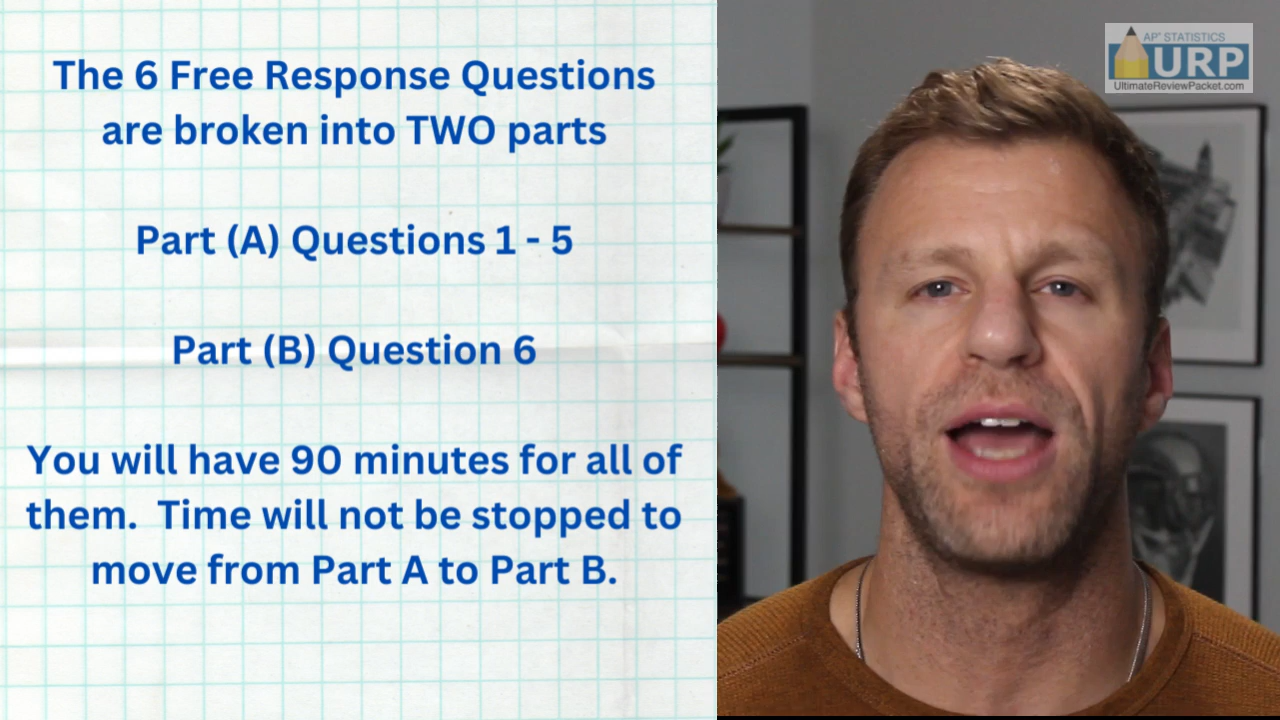 The 6 Free Response Questions
are broken into TWO parts
Part (A) Questions 1 - 5
Part (B) Question 6
You will have 90 minutes for all of
them. Time will not be stopped to
move from Part A to Part B.
AP® STATISTICS
URP
UltimateReviewPacket.com